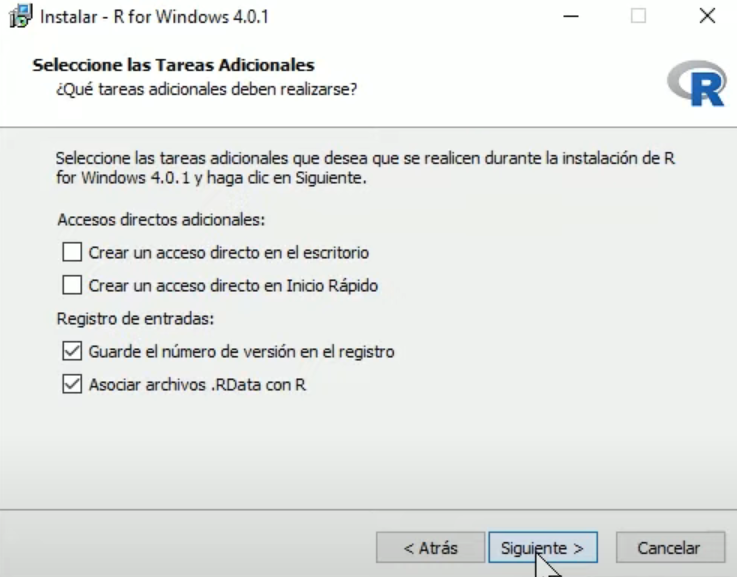 Instalar - R for Windows 4.0.1
Seleccione las Tareas Adicionales
¿Qué tareas adicionales deben realizarse?
R
Seleccione las tareas adicionales que desea que se realicen durante la instalación de R
for Windows 4.0.1 y haga clic en Siguiente.
Accesos directos adicionales:
Crear un acceso directo en el escritorio
Crear un acceso directo en Inicio Rápido
Registro de entradas:
Guarde el número de versión en el registro
Asociar archivos .RData con R
< Atrás
Siguiente >
Cancelar